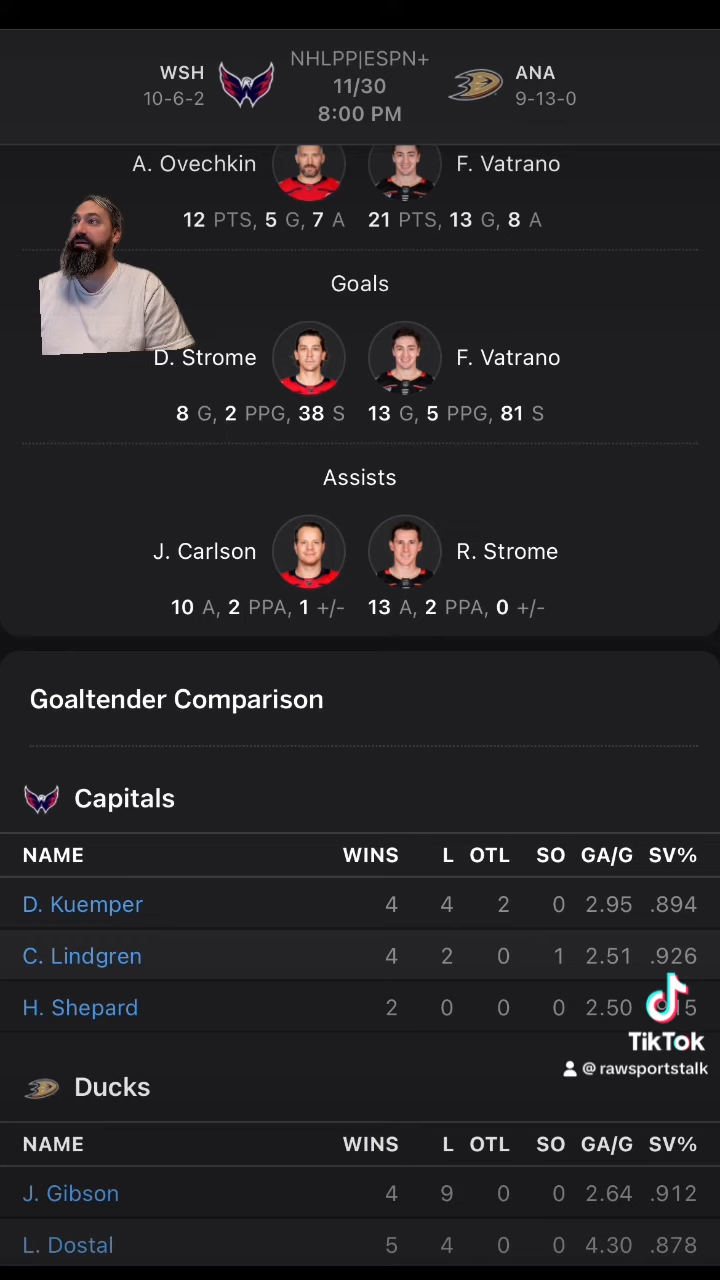 NHLPP|ESPN+
WSH
11/30
ANA
10-6-2
9-13-0
8:00 PM
A. Ovechkin
F. Vatrano
12 PTS, 5 G, 7 A
21 PTS, 13 G, 8 A
Goals
D. Strome
F. Vatrano
8 G, 2 PPG, 38 S
13 G, 5 PPG, 81 S
Assists
J. Carlson
R. Strome
10 A, 2 PPA, 1 +/-
13 A, 2 PPA, 0 +/-
Goaltender Comparison
Capitals
NAME WINS L OTL SO GA/G SV%
D. Kuemper 4 4 2 0 2.95 .894
C. Lindgren 4 2 0 1 2.51 .926
H. Shepard 2 0 0 0 2.50
TikTok
@rawsportstalk
Ducks
NAME WINS L OTL SO GA/G SV%
J. Gibson 4 9 0 0 2.64 .912
L. Dostal 5 4 0 0 4.30 .878